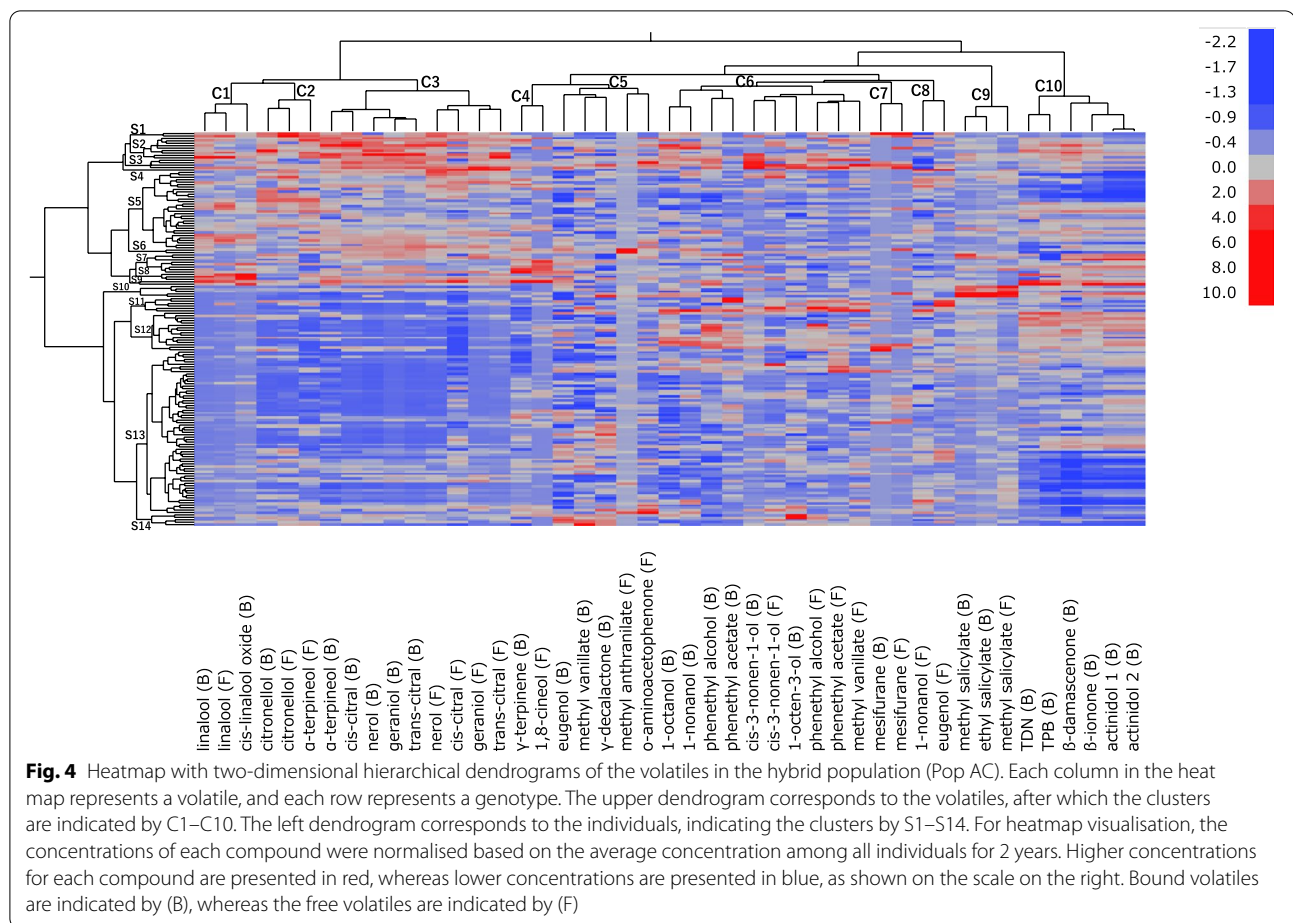 C1
C2
C3
C4
C5
C6
C7
C8
C9
C10
-2.2
-1.7
-1.3
-0.9
-0.4
0.0
2.0
4.0
6.0
8.0
10.0
S1
S2
S3
S4
S5
S6
S7
S8
S9
S10
S11
S12
S13
S14
linalool (B)
linalool (F)
cis-linalool oxide (B)
citronellol (B)
citronellol (F)
α-terpineol (F)
α-terpineol (B)
cis-citral (B)
nerol (B)
geraniol (B)
trans-citral (B)
nerol (F)
cis-citral (F)
geraniol (F)
trans-citral (F)
γ-terpinene (B)
1,8-cineol (F)
eugenol (B)
methyl vanillate (B)
γ-decalactone (B)
methyl anthranilate (F)
o-aminoacetophenone (F)
1-octanol (B)
1-nonanol (B)
phenethyl alcohol (B)
phenethyl acetate (B)
cis-3-nonen-1-ol (B)
cis-3-nonen-1-ol (F)
1-octen-3-ol (B)
phenethyl alcohol (F)
phenethyl acetate (F)
methyl vanillate (F)
mesifurane (B)
mesifurane (F)
1-nonanol (F)
eugenol (F)
methyl salicylate (B)
ethyl salicylate (B)
methyl salicylate (F)
TDN (B)
TPB (B)
ß-damascenone (B)
ß-ionone (B)
actinidol 1 (B)
actinidol 2 (B)
Fig. 4 Heatmap with two-dimensional hierarchical dendrograms of the volatiles in the hybrid population (Pop AC). Each column in the heat
map represents a volatile, and each row represents a genotype. The upper dendrogram corresponds to the volatiles, after which the clusters
are indicated by C1–C10. The left dendrogram corresponds to the individuals, indicating the clusters by S1–S14. For heatmap visualisation, the
concentrations of each compound were normalised based on the average concentration among all individuals for 2 years. Higher concentrations
for each compound are presented in red, whereas lower concentrations are presented in blue, as shown on the scale on the right. Bound volatiles
are indicated by (B), whereas the free volatiles are indicated by (F)